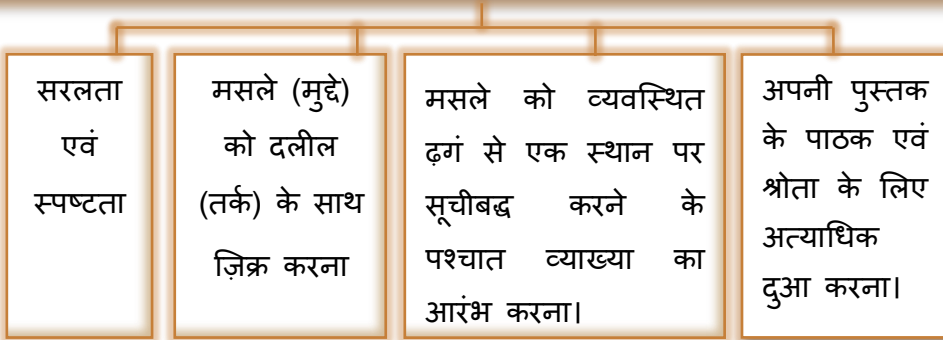 सरलता
एवं
स्पष्टता
मसले (मुद्दे)
को दलील
(तर्क) के साथ
ज़िक्र करना
मसले को व्यवस्थित
ढ़गं से एक स्थान पर
सूचीबद्ध करने के
पश्चात व्याख्या का
आरंभ करना।
अपनी पुस्तक
के पाठक एवं
श्रोता के लिए
अत्याधिक
दुआ करना।